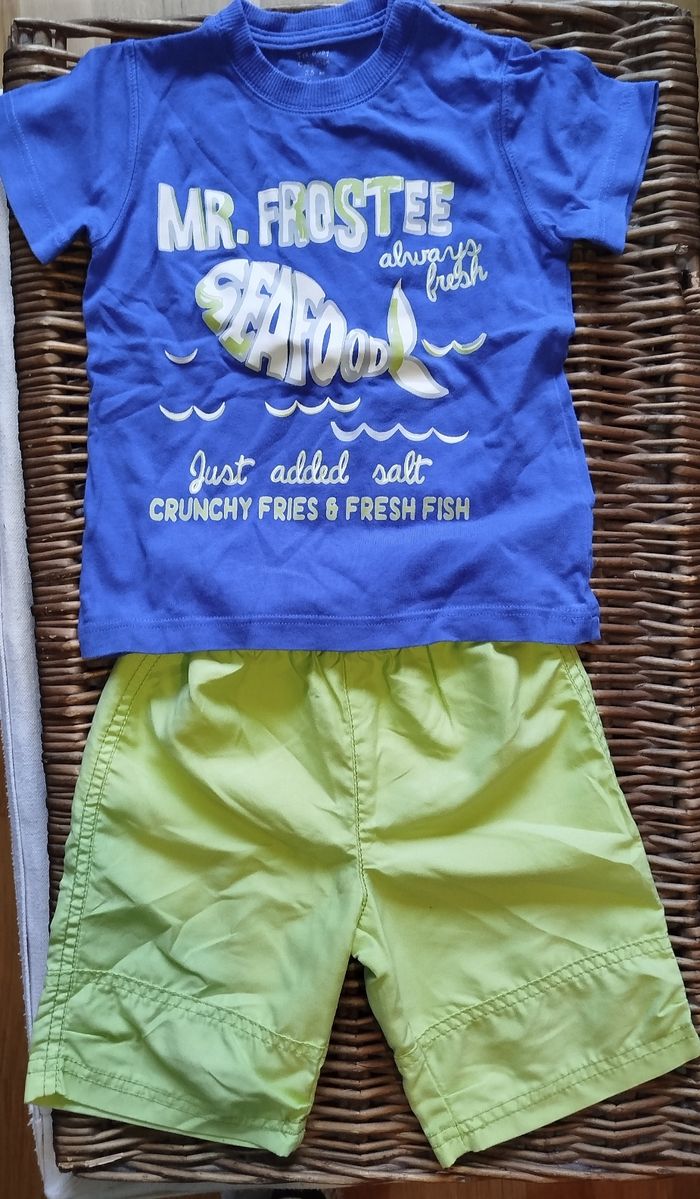 MR. FROSTEE
always
fresh
SEAFOOD
Just added salt
CRUNCHY FRIES & FRESH FISH